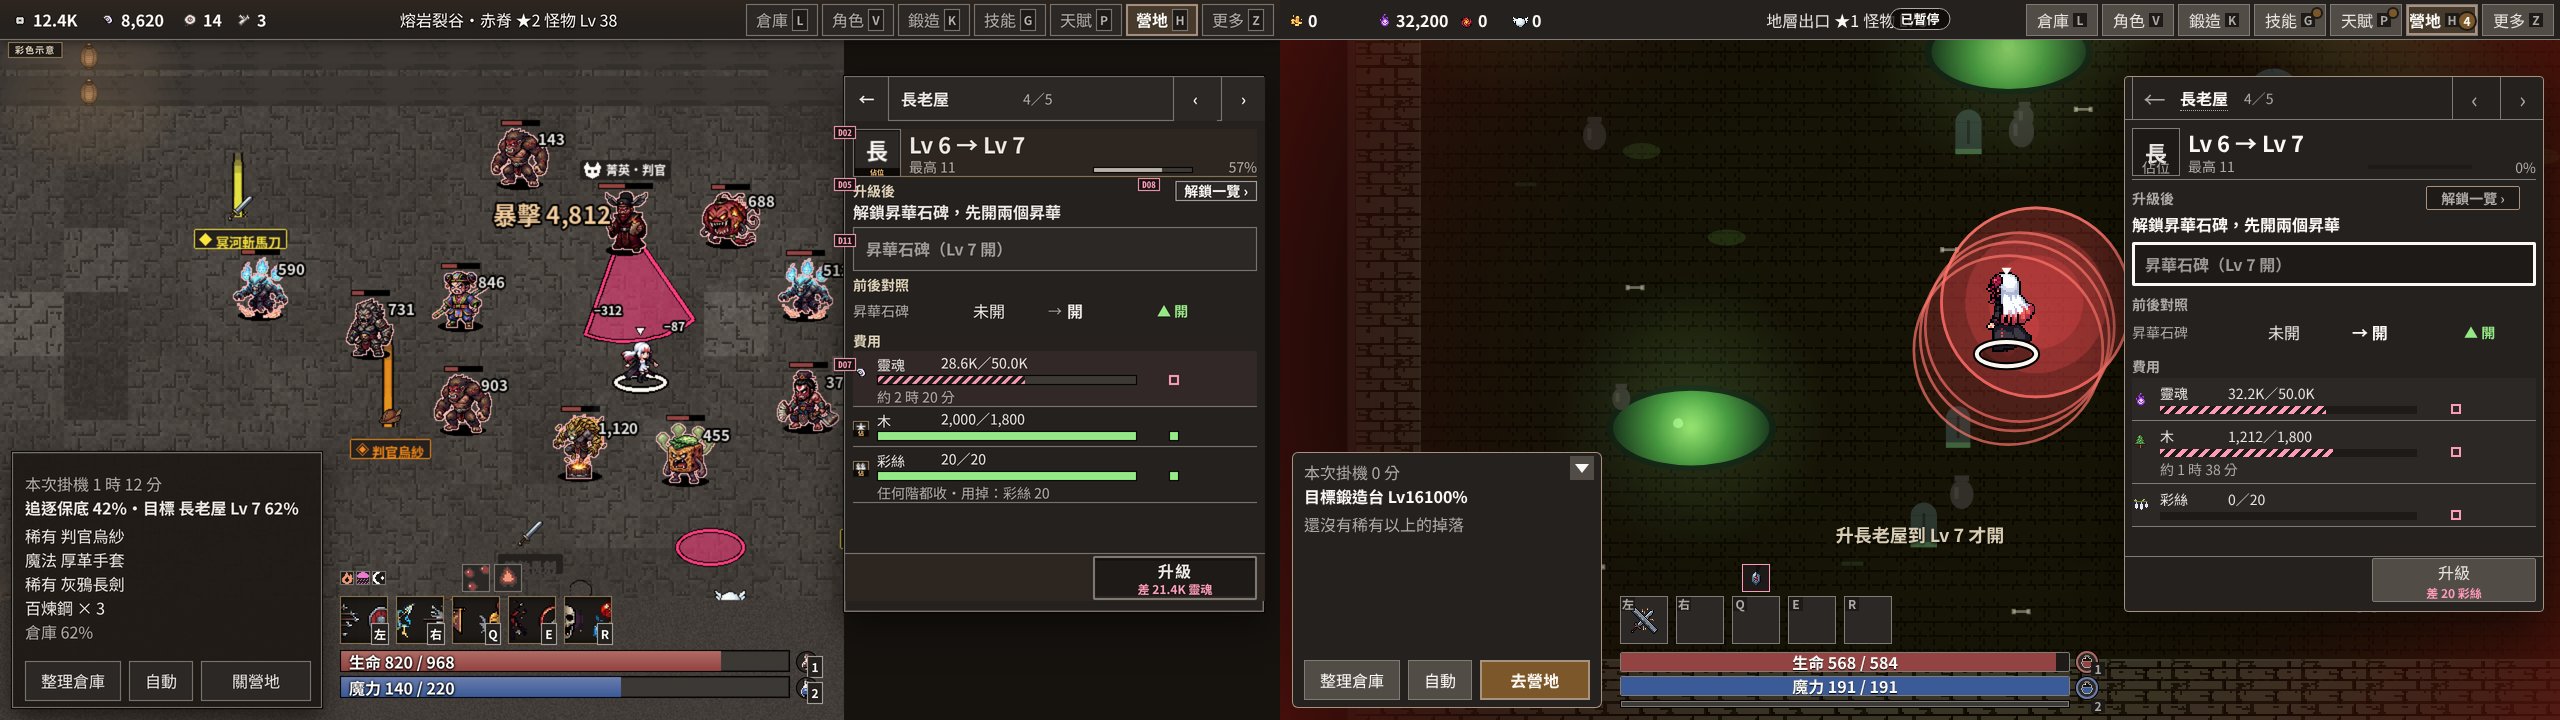 12.4K 8,620 14 3 熔岩裂谷・赤脊 ★2 怪物 Lv 38 倉庫 L 角色 V 鍛造 K 技能 G 天賦 P 營地 H 更多 Z
彩色示意
143
菁英・判官
暴擊 4,812
688
冥河斬馬刀
590
846
731
-312
-87
903
1,120
455
判官烏紗
本次掛機 1 時 12 分
追逐保底 42%・目標 長老屋 Lv 7 62%
稀有 判官烏紗
魔法 厚革手套
稀有 灰鴉長劍
百煉鋼 × 3
倉庫 62%
整理倉庫 自動 關營地
左 右 Q E R
生命 820 / 968 1
魔力 140 / 220 2
← 長老屋 4/5 ‹ ›
D02
長
佔位
Lv 6 → Lv 7
最高 11 57%
D05 升級後 D08 解鎖一覽 ›
解鎖昇華石碑，先開兩個昇華
D11 昇華石碑（Lv 7 開）
前後對照
昇華石碑 未開 → 開 ▲ 開
費用
D07 靈魂 28.6K／50.0K
約 2 時 20 分
木 2,000／1,800
彩絲 20／20
任何階都收・用掉：彩絲 20
升級
差 21.4K 靈魂
0 32,200 0 0 地層出口 ★1 怪物 已暫停 倉庫 L 角色 V 鍛造 K 技能 G 天賦 P 營地 H 4 更多 Z
本次掛機 0 分
目標鍛造台 Lv16100%
還沒有稀有以上的掉落
整理倉庫 自動 去營地
升長老屋到 Lv 7 才開
左 右 Q E R
生命 568 / 584 1
魔力 191 / 191
2
← 長老屋 4/5 ‹ ›
長
佔位
Lv 6 → Lv 7
最高 11 0%
升級後 解鎖一覽 ›
解鎖昇華石碑，先開兩個昇華
昇華石碑（Lv 7 開）
前後對照
昇華石碑 未開 → 開 ▲ 開
費用
靈魂 32.2K／50.0K
木 1,212／1,800
約 1 時 38 分
彩絲 0／20
升級
差 20 彩絲